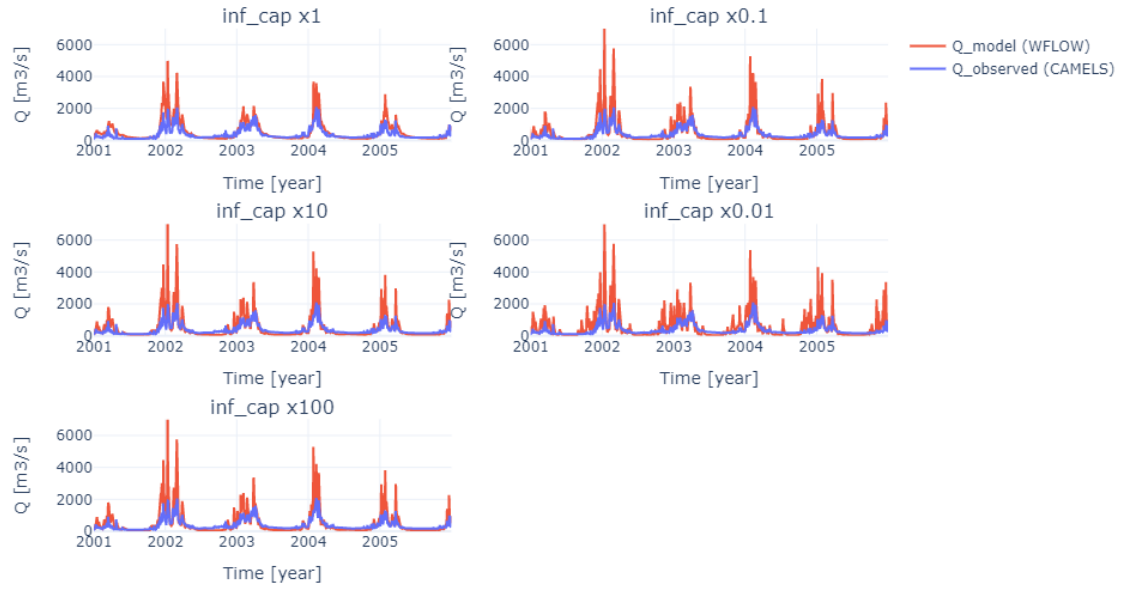 inf_cap x1
Q [m3/s]
6000
4000
2000
0
2001 2002 2003 2004 2005
Time [year]
inf_cap x0.1
Q [m3/s]
6000
4000
2000
0
2001 2002 2003 2004 2005
Time [year]
Q_model (WFLOW)
Q_observed (CAMELS)
inf_cap x10
Q [m3/s]
6000
4000
2000
0
2001 2002 2003 2004 2005
Time [year]
inf_cap x0.01
Q [m3/s]
6000
4000
2000
0
2001 2002 2003 2004 2005
Time [year]
inf_cap x100
Q [m3/s]
6000
4000
2000
0
2001 2002 2003 2004 2005
Time [year]